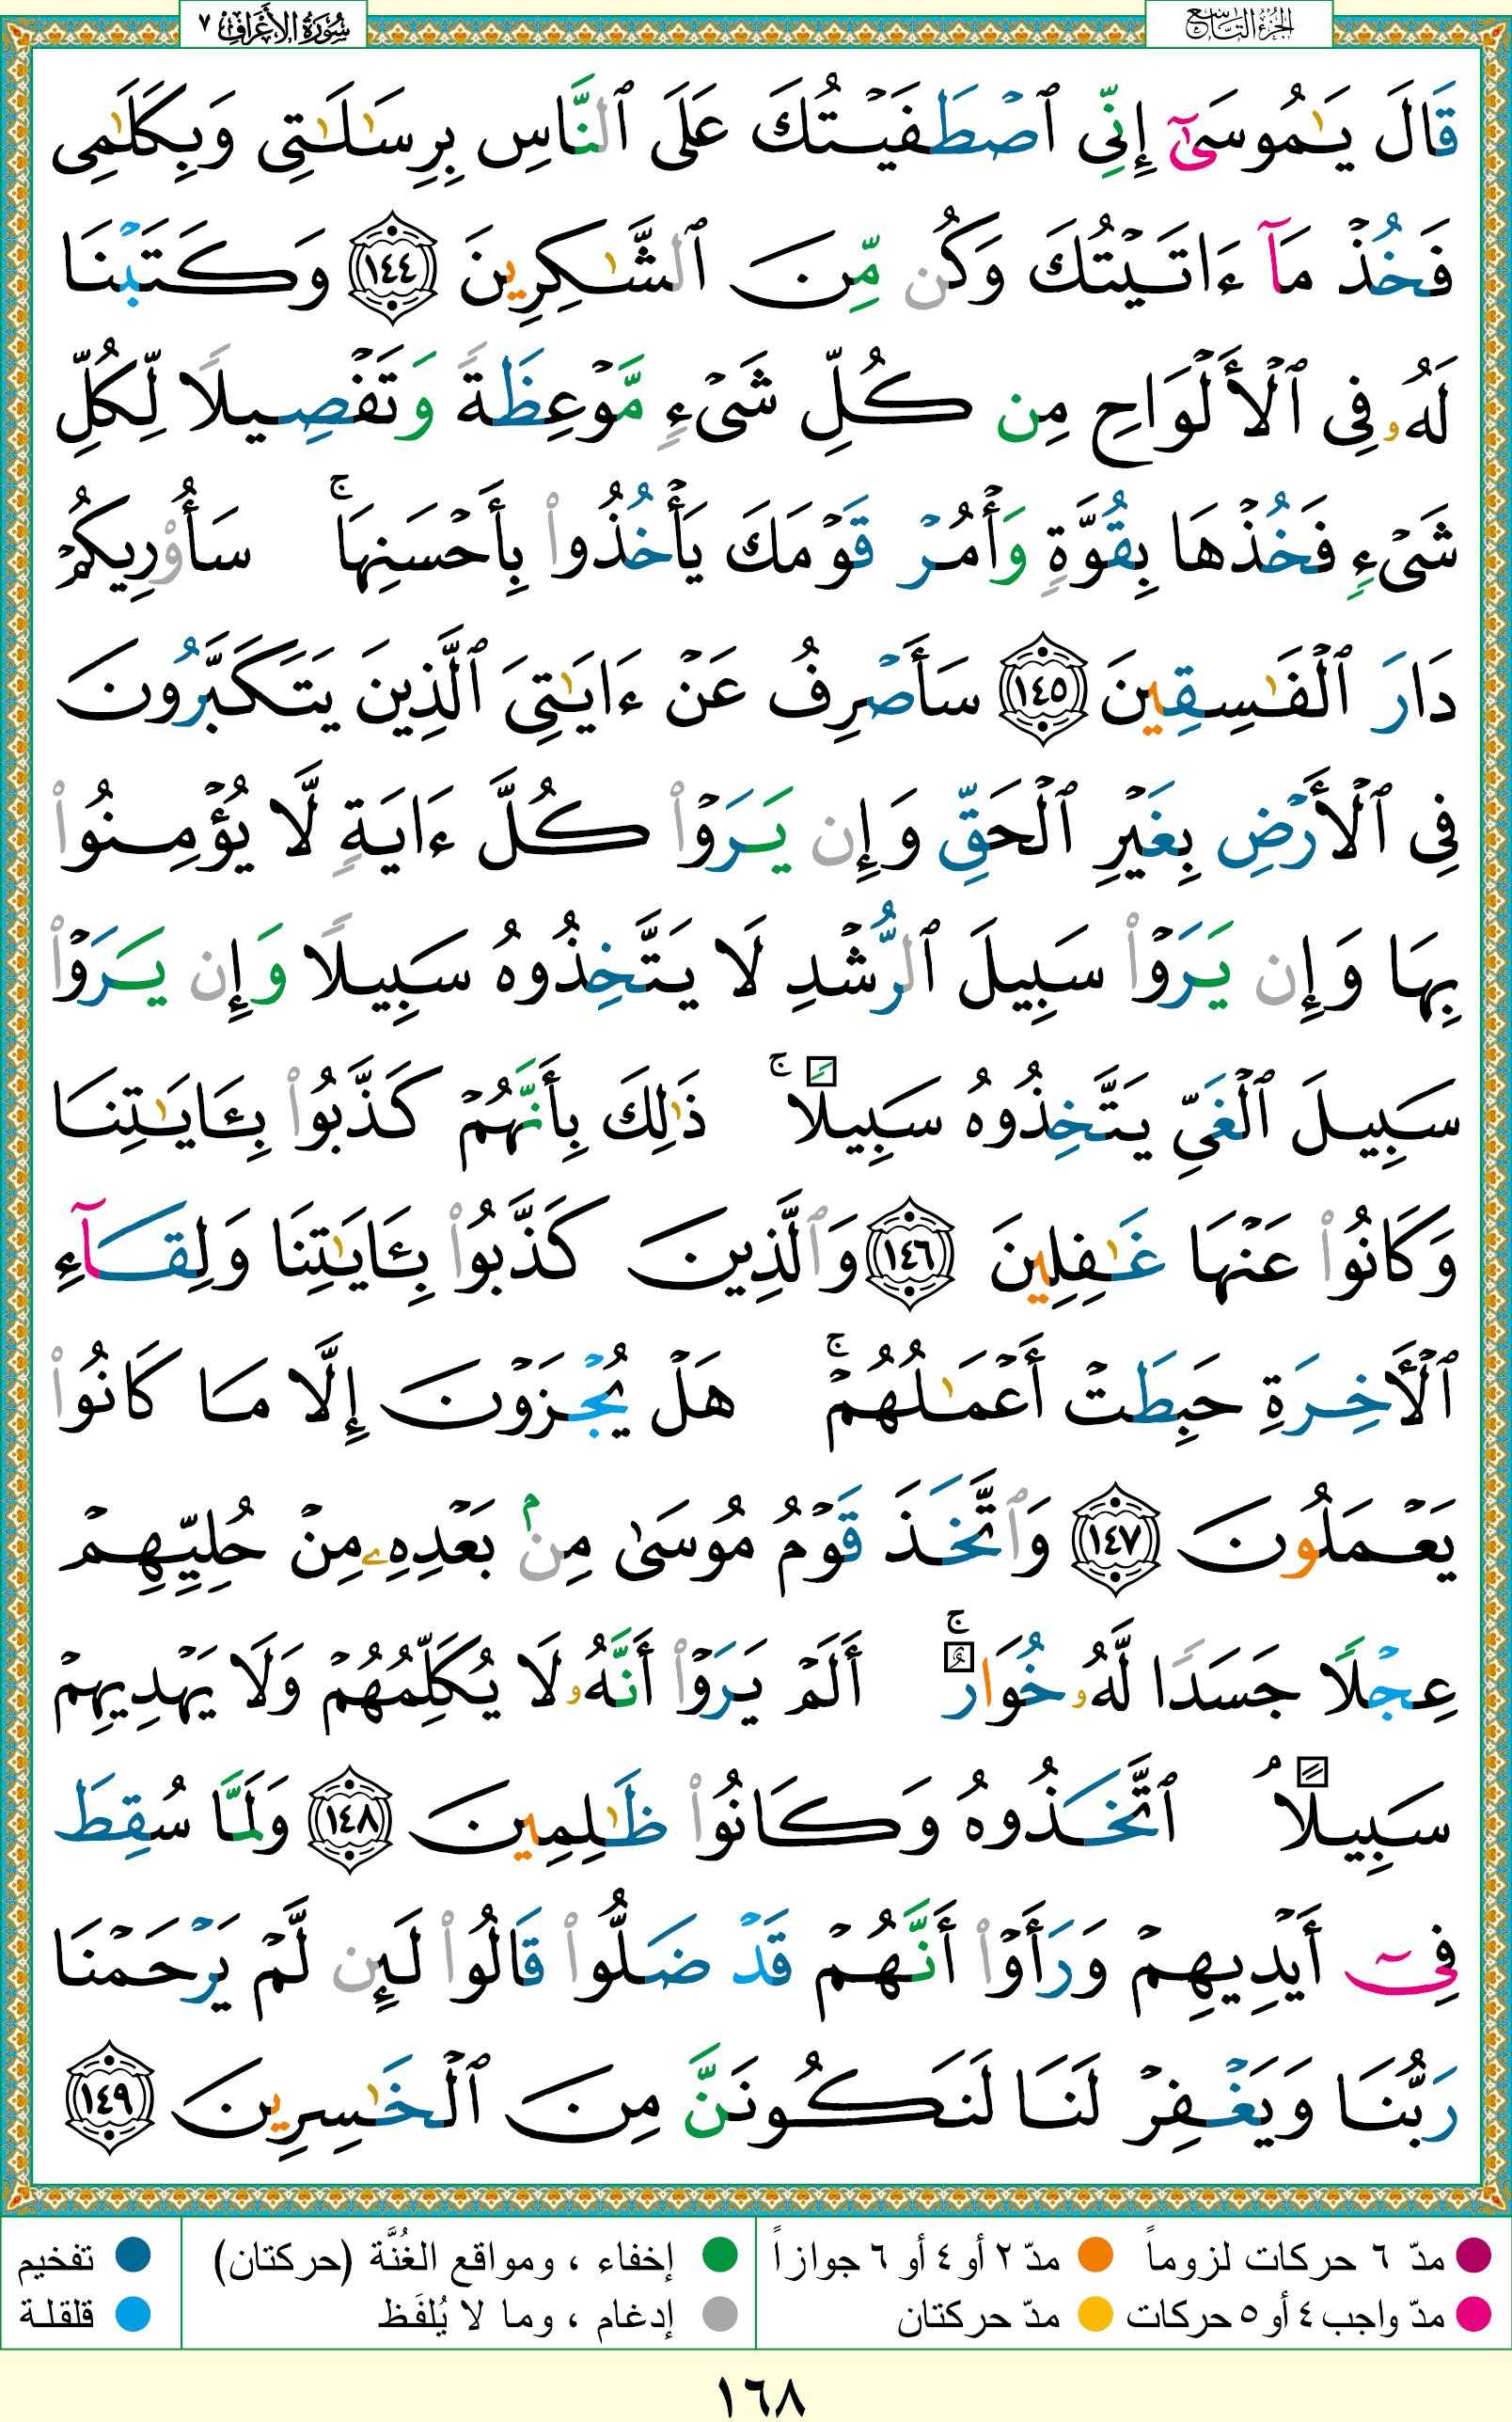 الجزء التاسع
سُورَةُ الأَعْرَافِ ٧
قَالَ يَٰمُوسَىٰٓ إِنِّى ٱصْطَفَيْتُكَ عَلَى ٱلنَّاسِ بِرِسَٰلَٰتِى وَبِكَلَٰمِى
فَخُذْ مَآ ءَاتَيْتُكَ وَكُن مِّنَ ٱلشَّٰكِرِينَ ١٤٤ وَكَتَبْنَا
لَهُۥ فِى ٱلْأَلْوَاحِ مِن كُلِّ شَىْءٍ مَّوْعِظَةً وَتَفْصِيلًا لِّكُلِّ
شَىْءٍ فَخُذْهَا بِقُوَّةٍ وَأْمُرْ قَوْمَكَ يَأْخُذُوا۟ بِأَحْسَنِهَا ۚ سَأُو۟رِيكُمْ
دَارَ ٱلْفَٰسِقِينَ ١٤٥ سَأَصْرِفُ عَنْ ءَايَٰتِىَ ٱلَّذِينَ يَتَكَبَّرُونَ
فِى ٱلْأَرْضِ بِغَيْرِ ٱلْحَقِّ وَإِن يَرَوْا۟ كُلَّ ءَايَةٍ لَّا يُؤْمِنُوا۟
بِهَا وَإِن يَرَوْا۟ سَبِيلَ ٱلرُّشْدِ لَا يَتَّخِذُوهُ سَبِيلًا وَإِن يَرَوْا۟
سَبِيلَ ٱلْغَىِّ يَتَّخِذُوهُ سَبِيلًا ۚ ذَٰلِكَ بِأَنَّهُمْ كَذَّبُوا۟ بِـَٔايَٰتِنَا
وَكَانُوا۟ عَنْهَا غَٰفِلِينَ ١٤٦ وَٱلَّذِينَ كَذَّبُوا۟ بِـَٔايَٰتِنَا وَلِقَآءِ
ٱلْأَخِرَةِ حَبِطَتْ أَعْمَٰلُهُمْ ۚ هَلْ يُجْزَوْنَ إِلَّا مَا كَانُوا۟
يَعْمَلُونَ ١٤٧ وَٱتَّخَذَ قَوْمُ مُوسَىٰ مِنۢ بَعْدِهِۦ مِنْ حُلِيِّهِمْ
عِجْلًا جَسَدًا لَّهُۥ خُوَارٌ ۚ أَلَمْ يَرَوْا۟ أَنَّهُۥ لَا يُكَلِّمُهُمْ وَلَا يَهْدِيهِمْ
سَبِيلًا ۘ ٱتَّخَذُوهُ وَكَانُوا۟ ظَٰلِمِينَ ١٤٨ وَلَمَّا سُقِطَ
فِىٓ أَيْدِيهِمْ وَرَأَوْا۟ أَنَّهُمْ قَدْ ضَلُّوا۟ قَالُوا۟ لَئِن لَّمْ يَرْحَمْنَا
رَبُّنَا وَيَغْفِرْ لَنَا لَنَكُونَنَّ مِنَ ٱلْخَٰسِرِينَ ١٤٩
مدّ ٦ حركات لزوماً مدّ ٢ أو ٤ أو ٦ جوازاً إخفاء ، ومواقع الغُنَّة (حركتان) تفخيم
مدّ واجب ٤ أو ٥ حركات مدّ حركتان إدغام ، وما لا يُلفَظ قلقلة
١٦٨